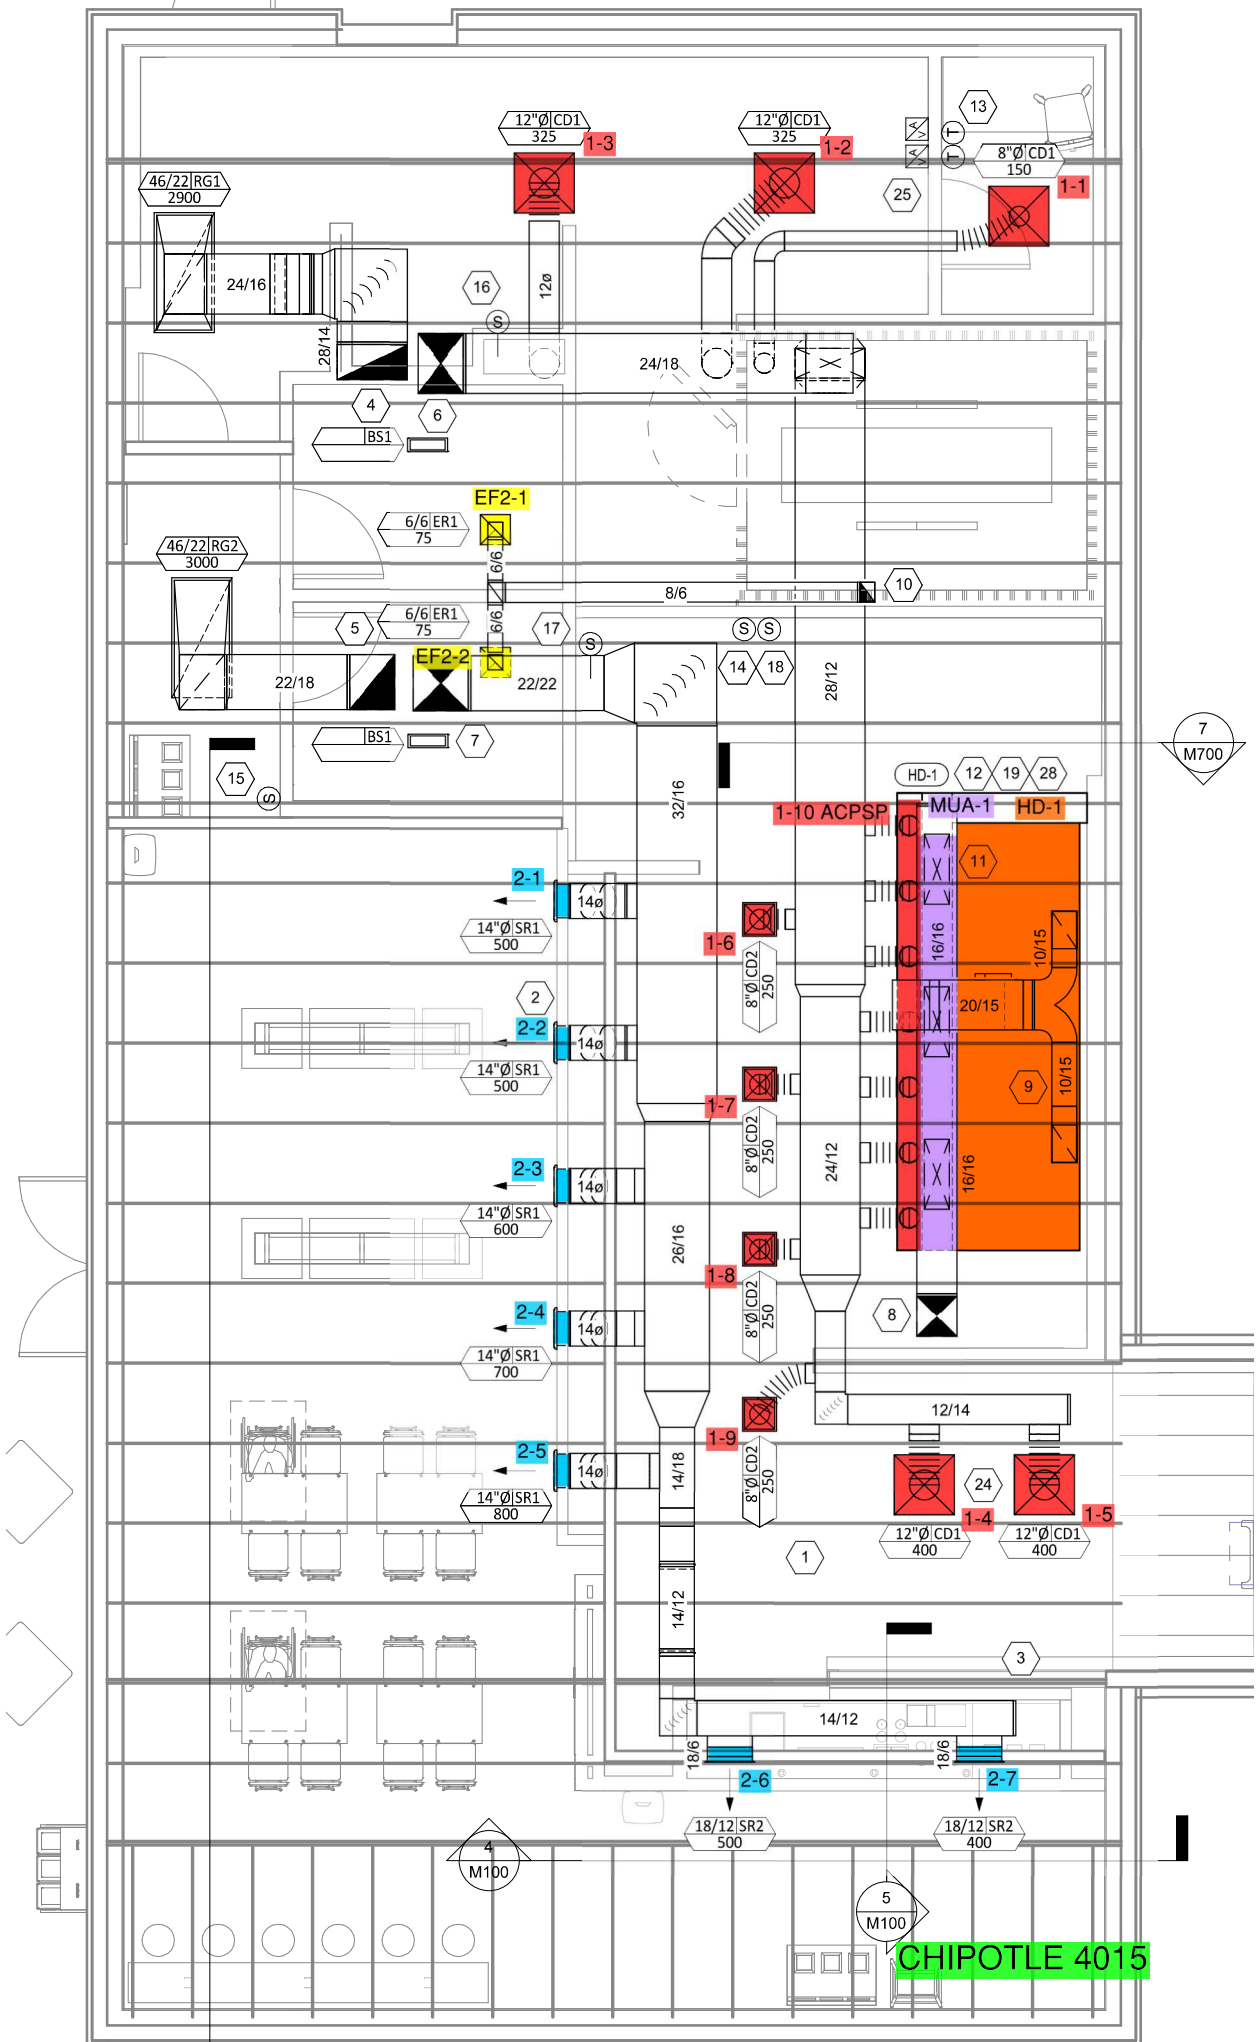 12"Ø CD1
325
1-3
12"Ø CD1
325
1-2
13
V A
T
V A
T
8"Ø CD1
150
1-1
25
46/22 RG1
2900
24/16
28/14
16
12ø
S
24/18
4
6
BS1
EF2-1
6/6 ER1
75
6/6
46/22 RG2
3000
10
8/6
6/6 ER1
75
6/6
5
17
S
S S
14 18
EF2-2
22/18
22/22
28/12
BS1
7
7
M700
15
S
32/16
HD-1
12 19 28
1-10 ACPSP
MUA-1
HD-1
11
2-1
14ø
14"Ø SR1
500
1-6
8"Ø CD2
250
16/16
10/15
20/15
2
2-2
14ø
14"Ø SR1
500
1-7
8"Ø CD2
250
9
10/15
2-3
14ø
14"Ø SR1
600
26/16
24/12
16/16
1-8
8"Ø CD2
250
8
2-4
14ø
14"Ø SR1
700
12/14
1-9
8"Ø CD2
250
2-5
14ø
14"Ø SR1
800
14/18
24
1-4
12"Ø CD1
400
1-5
12"Ø CD1
400
1
14/12
3
14/12
18/6
18/6
2-6
2-7
18/12 SR2
500
18/12 SR2
400
4
M100
5
M100
CHIPOTLE 4015